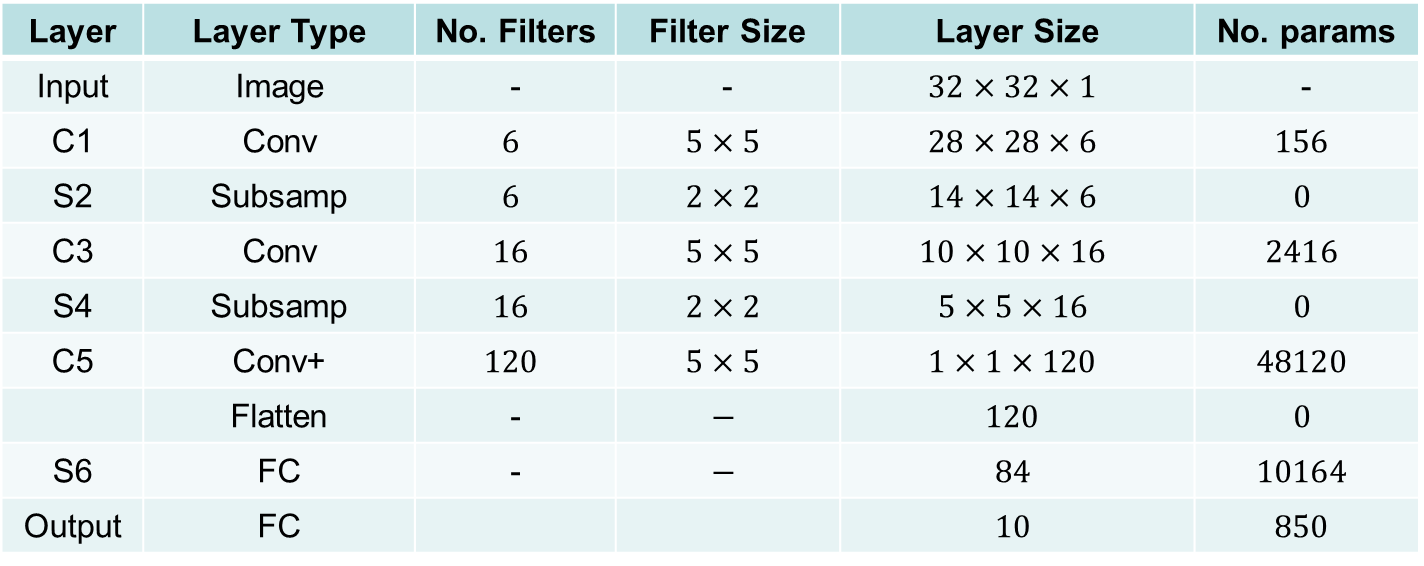 Layer Layer Type No. Filters Filter Size Layer Size No. params
Input Image - - 32 × 32 × 1 -
C1 Conv 6 5 × 5 28 × 28 × 6 156
S2 Subsamp 6 2 × 2 14 × 14 × 6 0
C3 Conv 16 5 × 5 10 × 10 × 16 2416
S4 Subsamp 16 2 × 2 5 × 5 × 16 0
C5 Conv+ 120 5 × 5 1 × 1 × 120 48120
Flatten - − 120 0
S6 FC - − 84 10164
Output FC 10 850